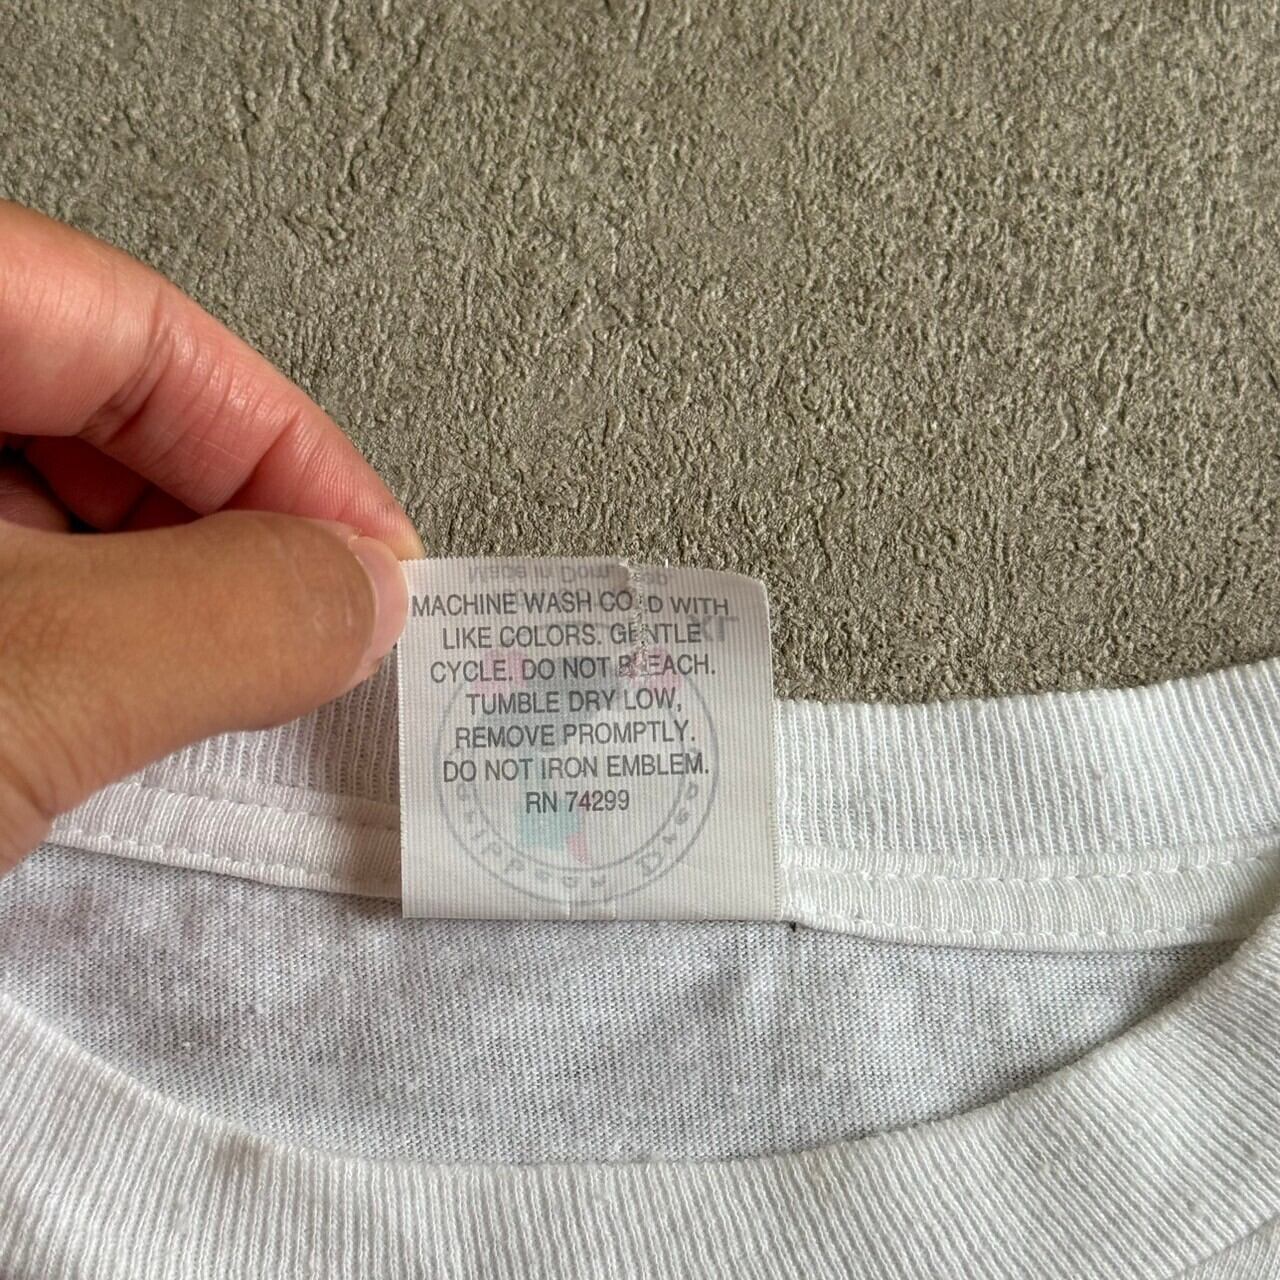 MACHINE WASH COLD WITH
LIKE COLORS. GENTLE
CYCLE. DO NOT BLEACH.
TUMBLE DRY LOW,
REMOVE PROMPTLY.
DO NOT IRON EMBLEM.
RN 74299